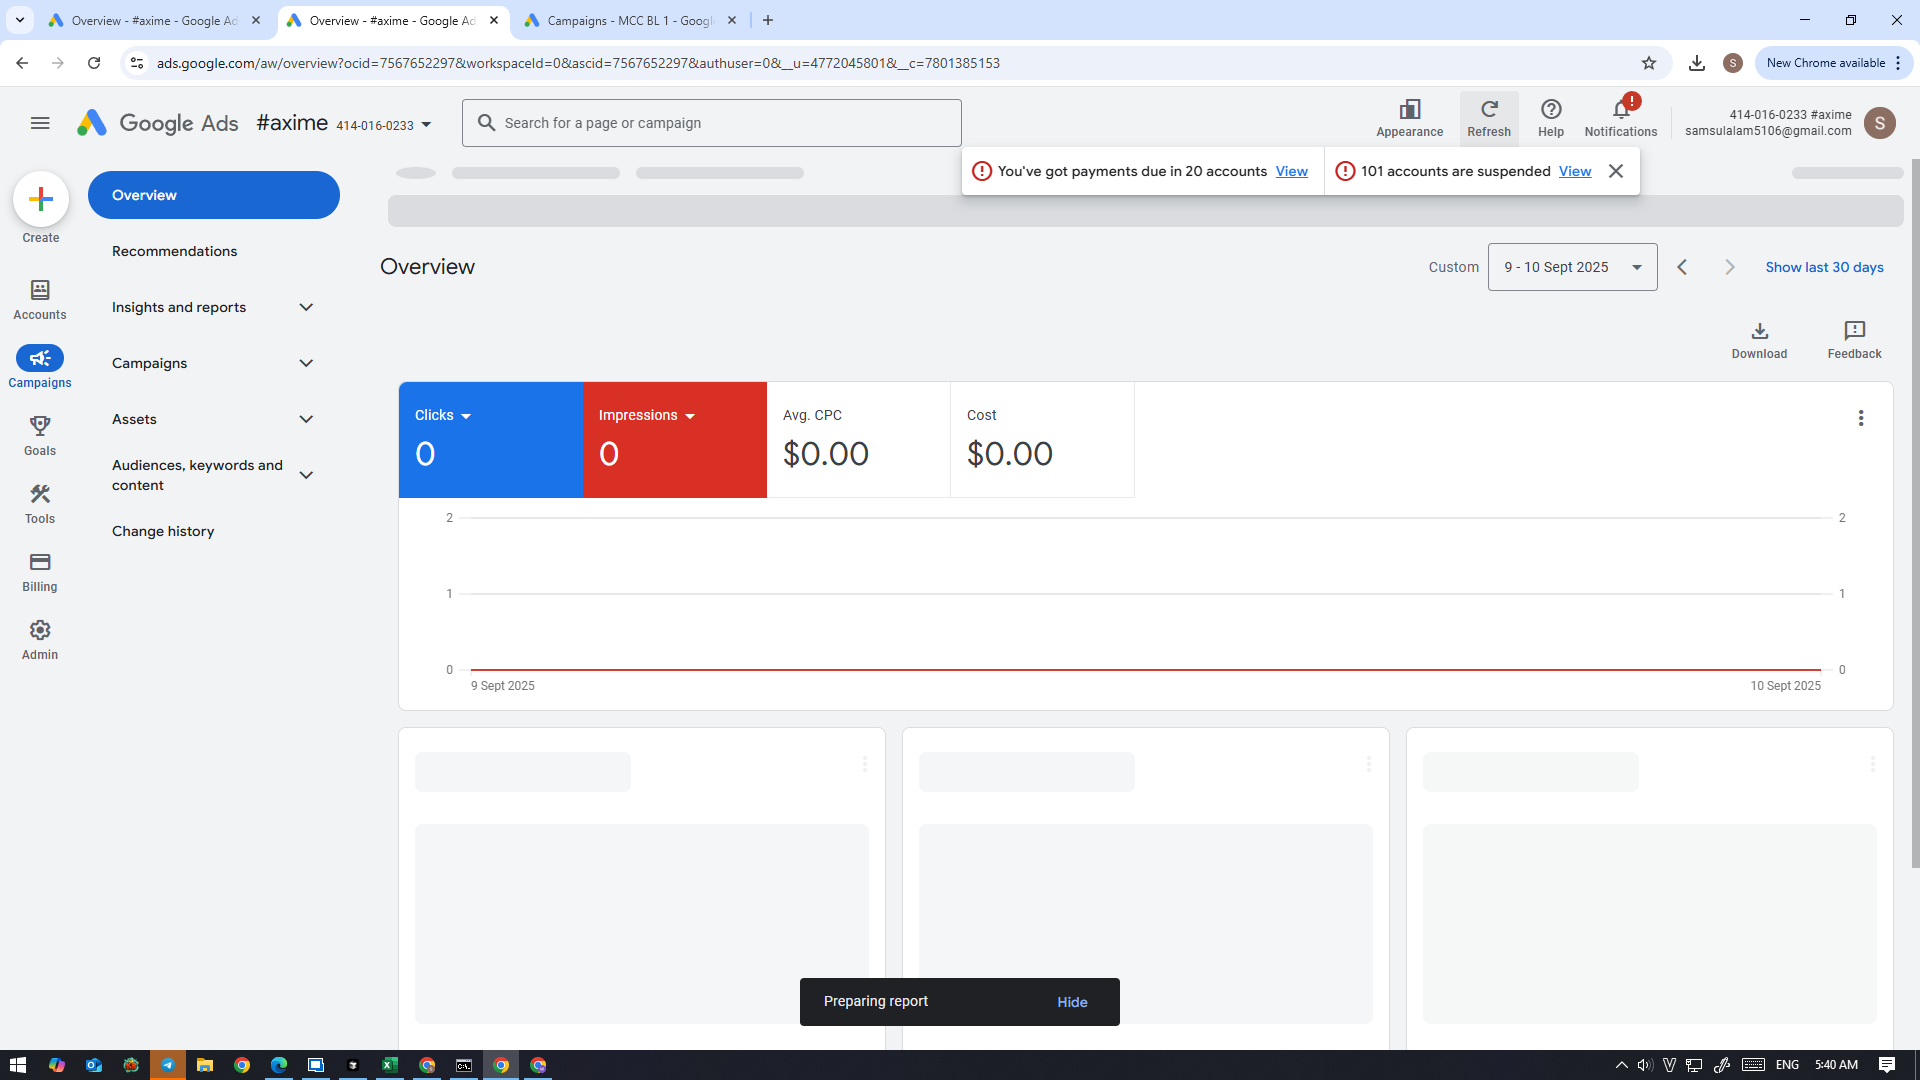 Overview - #axime - Google Ad
Overview - #axime - Google Ad
Campaigns - MCC BL 1 - Googl
ads.google.com/aw/overview?ocid=7567652297&workspaceId=0&ascid=7567652297&authuser=0&__u=4772045801&__c=7801385153
S
New Chrome available
Google Ads
#axime 414-016-0233
Search for a page or campaign
Appearance
Refresh
Help
Notifications
414-016-0233 #axime
samsulalam5106@gmail.com
S
You've got payments due in 20 accounts View
101 accounts are suspended View
Create
Accounts
Campaigns
Goals
Tools
Billing
Admin
Overview
Recommendations
Insights and reports
Campaigns
Assets
Audiences, keywords and
content
Change history
Overview
Custom
9 - 10 Sept 2025
Show last 30 days
Download
Feedback
Clicks
0
Impressions
0
Avg. CPC
$0.00
Cost
$0.00
2
2
1
1
0
0
9 Sept 2025
10 Sept 2025
Preparing report
Hide
ENG
5:40 AM